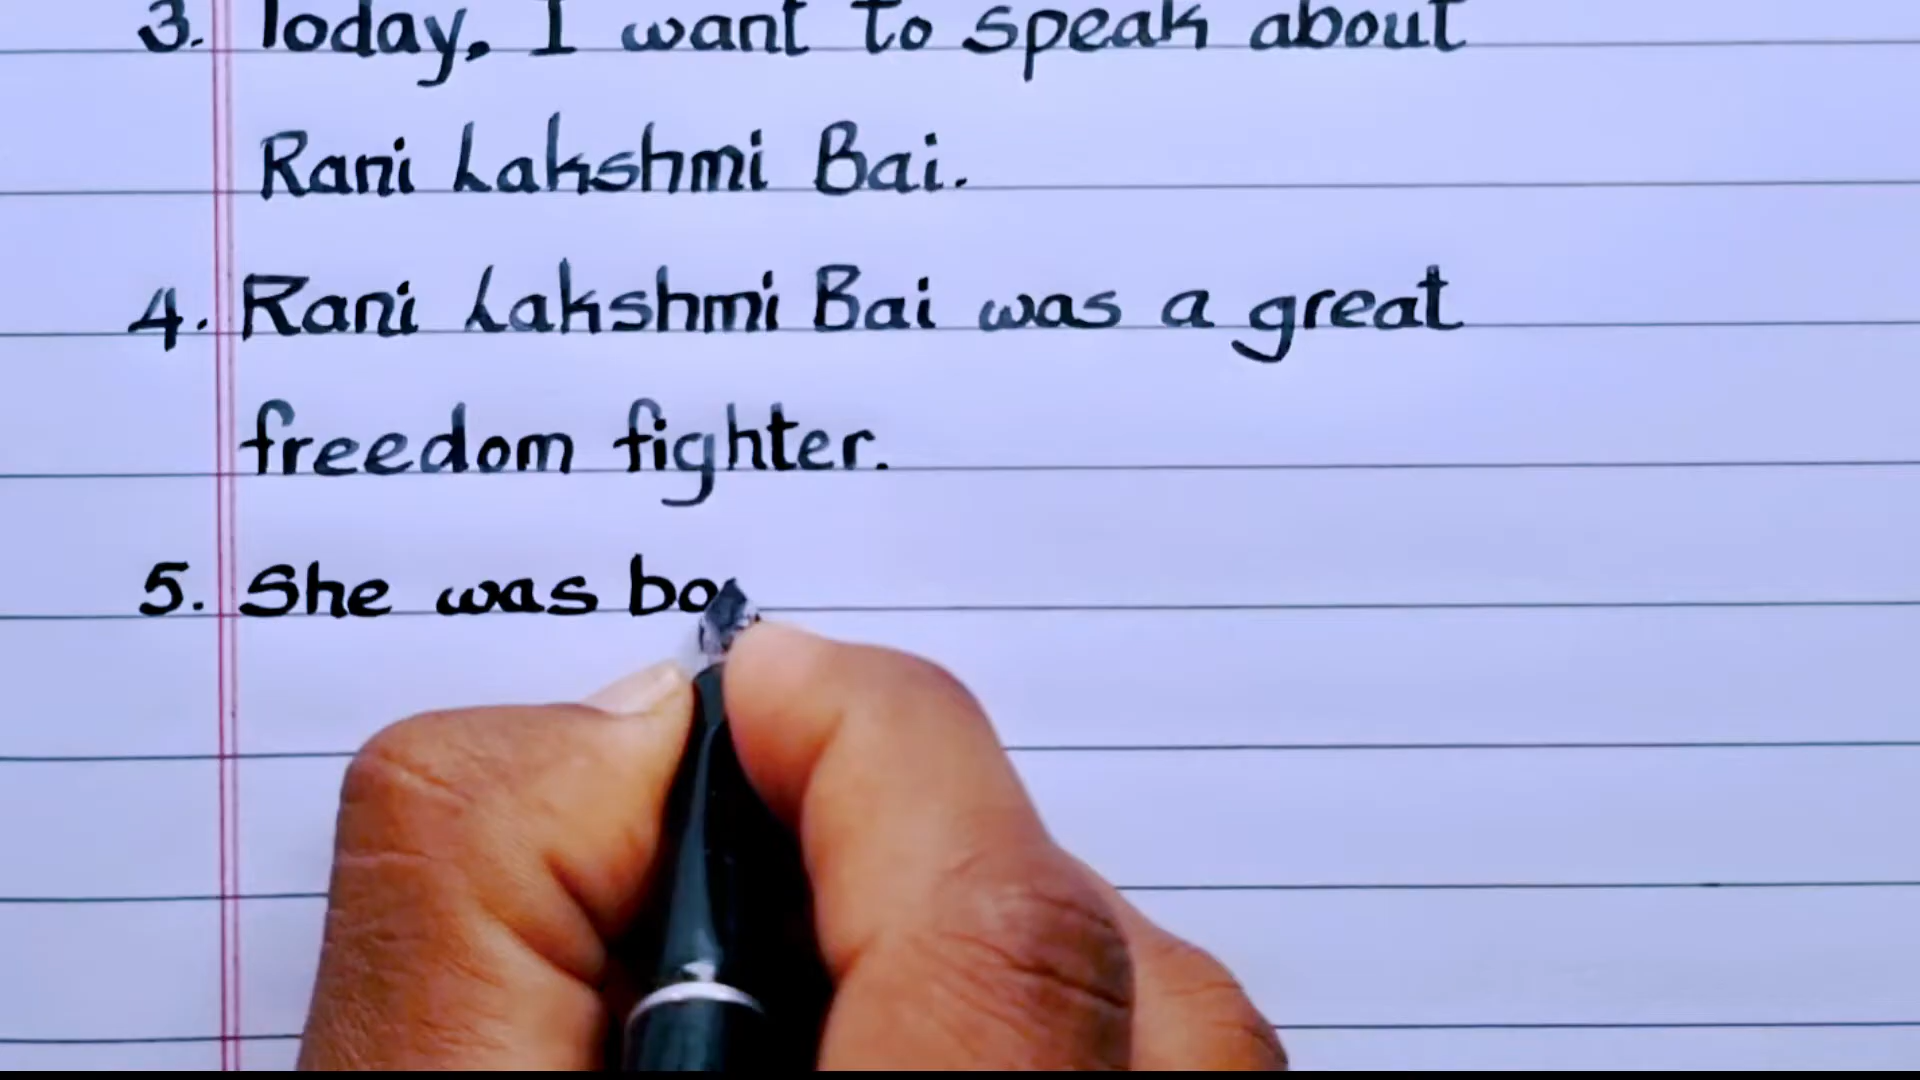 3. Today, I want to speak about
Rani Lakshmi Bai.
4. Rani Lakshmi Bai was a great
freedom fighter.
5. She was bo